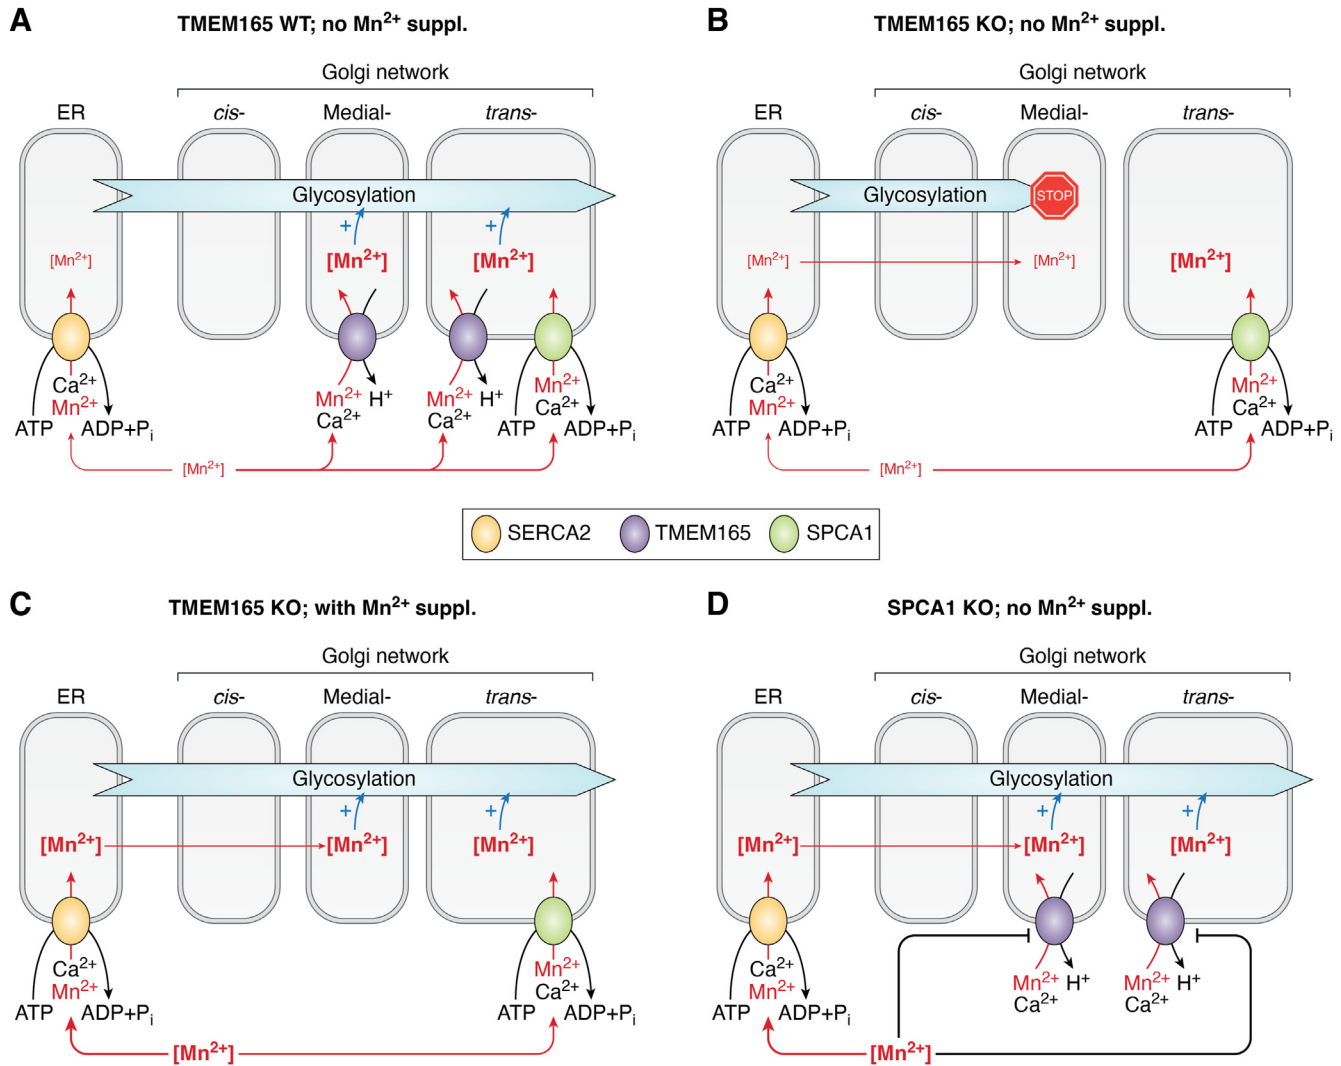 A
TMEM165 WT; no Mn2+ suppl.
Golgi network
ER
cis-
Medial-
trans-
Glycosylation
+
+
[Mn2+]
[Mn2+]
[Mn2+]
Ca2+
Mn2+
ATP
ADP+Pi
Mn2+
H+
Ca2+
Mn2+
H+
Ca2+
Mn2+
Ca2+
ATP
ADP+Pi
[Mn2+]
B
TMEM165 KO; no Mn2+ suppl.
Golgi network
ER
cis-
Medial-
trans-
Glycosylation
STOP
[Mn2+]
[Mn2+]
[Mn2+]
Ca2+
Mn2+
ATP
ADP+Pi
Mn2+
Ca2+
ATP
ADP+Pi
[Mn2+]
SERCA2
TMEM165
SPCA1
C
TMEM165 KO; with Mn2+ suppl.
Golgi network
ER
cis-
Medial-
trans-
Glycosylation
+
+
[Mn2+]
[Mn2+]
[Mn2+]
Ca2+
Mn2+
ATP
ADP+Pi
Mn2+
Ca2+
ATP
ADP+Pi
[Mn2+]
D
SPCA1 KO; no Mn2+ suppl.
Golgi network
ER
cis-
Medial-
trans-
Glycosylation
+
+
[Mn2+]
[Mn2+]
[Mn2+]
Ca2+
Mn2+
ATP
ADP+Pi
Mn2+
H+
Ca2+
Mn2+
H+
Ca2+
[Mn2+]